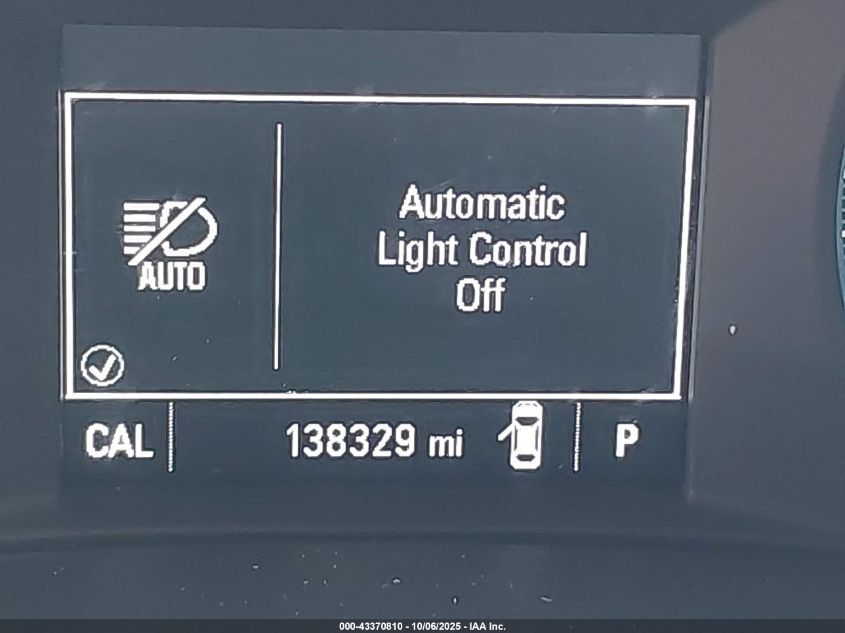 AUTO
Automatic
Light Control
Off
CAL 138329 mi P
000-43370810 - 10/06/2025 - IAA Inc.